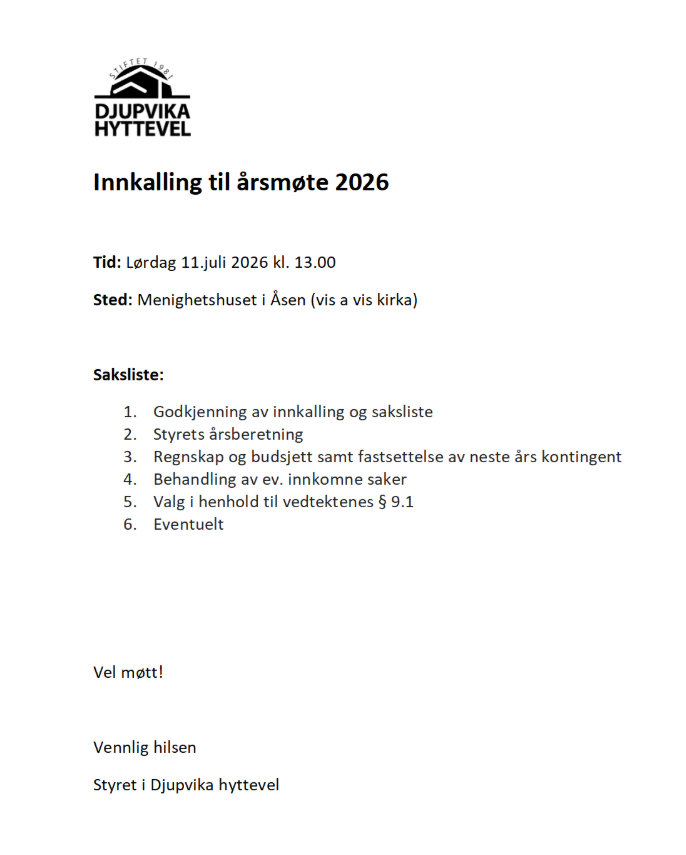 STIFTET 1981
DJUPVIKA
HYTTEVEL
Innkalling til årsmøte 2026
Tid: Lørdag 11.juli 2026 kl. 13.00
Sted: Menighetshuset i Åsen (vis a vis kirka)
Saksliste:
1. Godkjenning av innkalling og saksliste
2. Styrets årsberetning
3. Regnskap og budsjett samt fastsettelse av neste års kontingent
4. Behandling av ev. innkomne saker
5. Valg i henhold til vedtektenes § 9.1
6. Eventuelt
Vel møtt!
Vennlig hilsen
Styret i Djupvika hyttevel